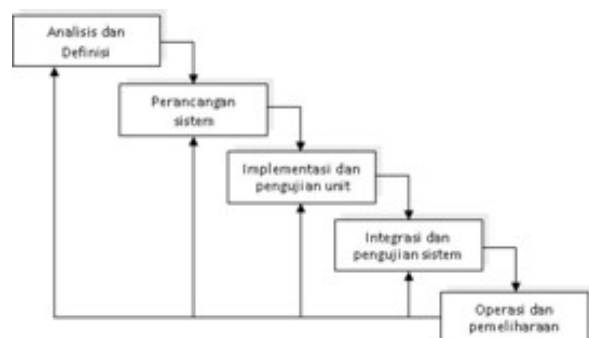 Analisis dan
Definisi
Perancangan
sistem
Implementasi dan
pengujian unit
Integrasi dan
pengujian sistem
Operasi dan
pemeliharaan